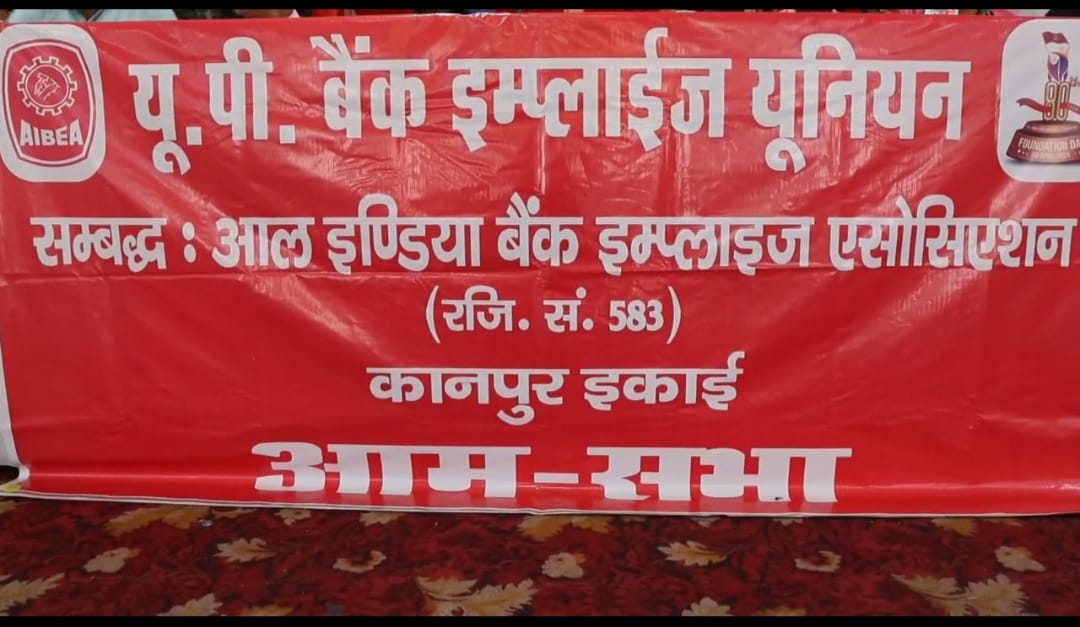 यू.पी. बैंक इम्प्लाईज यूनियन
AIBEA
90th
FOUNDATION DA
सम्बद्ध : आल इण्डिया बैंक इम्प्लाइज एसोसिएशन
(रजि. सं. 583)
कानपुर इकाई
आम-सभा